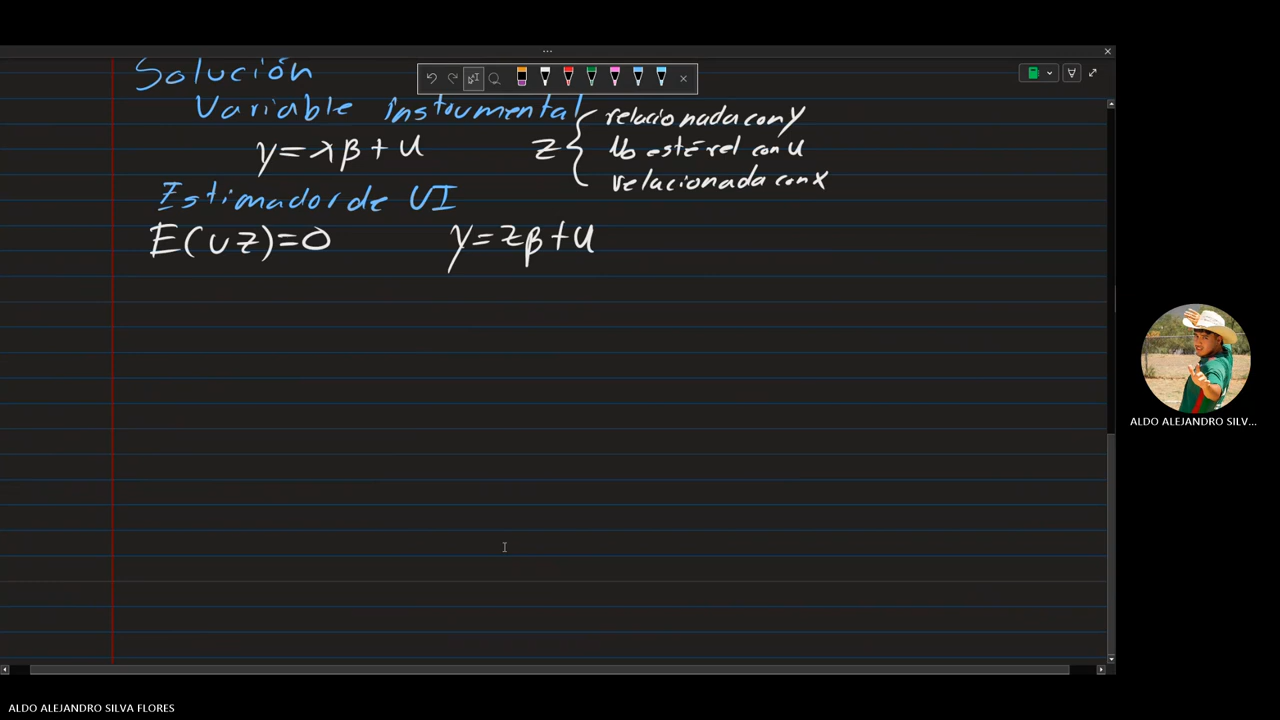 Solución
Variable instrumental
y = xβ + u
z { relacionada con y
No esté rel con u
relacionada con x
Estimador de VI
E(uz)=0
y = zβ + u
ALDO ALEJANDRO SILV...
ALDO ALEJANDRO SILVA FLORES